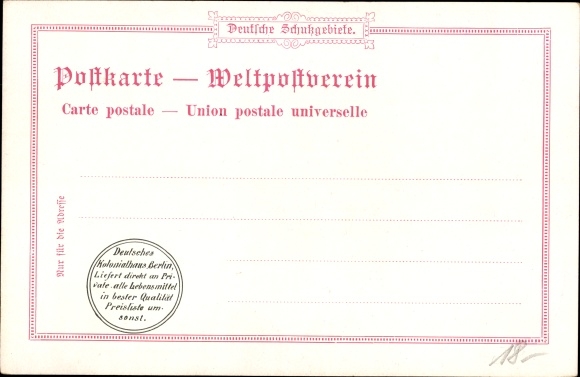 Deutsche Schutzgebiete.
Postkarte — Weltpostverein
Carte postale — Union postale universelle
Nur für die Adresse
Deutsches
Kolonialhaus Berlin,
Liefert direkt an Pri-
vate alle Lebensmittel
in bester Qualität
Preisliste um-
sonst.
18.-